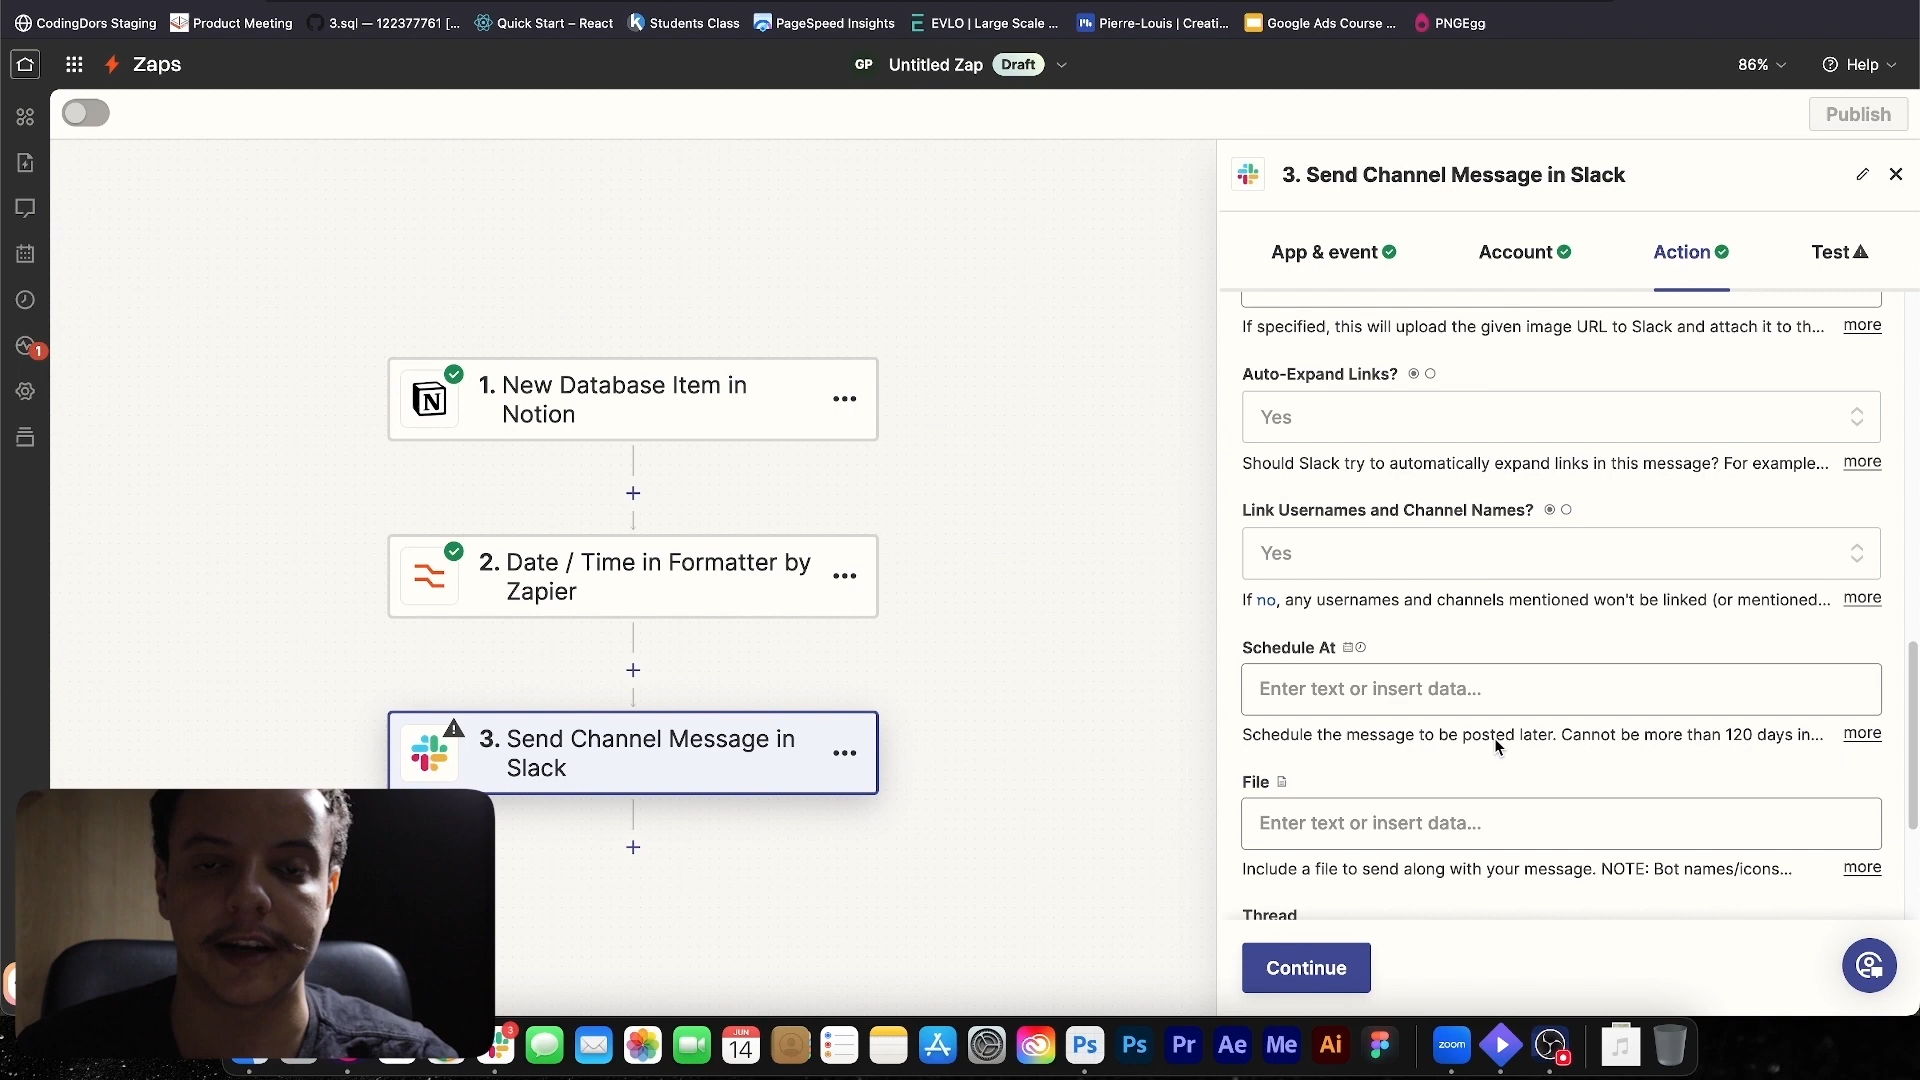 CodingDors Staging
Product Meeting
3.sql — 122377761 [...
Quick Start – React
Students Class
PageSpeed Insights
EVLO | Large Scale ...
Pierre-Louis | Creati...
Google Ads Course ...
PNGEgg
Zaps
GP
Untitled Zap
Draft
86%
Help
Publish
3. Send Channel Message in Slack
App & event
Account
Action
Test
If specified, this will upload the given image URL to Slack and attach it to th...
more
Auto-Expand Links?
Yes
Should Slack try to automatically expand links in this message? For example...
more
Link Usernames and Channel Names?
Yes
If no, any usernames and channels mentioned won't be linked (or mentioned...
more
Schedule At
Enter text or insert data...
Schedule the message to be posted later. Cannot be more than 120 days in...
more
File
Enter text or insert data...
Include a file to send along with your message. NOTE: Bot names/icons...
more
Thread
Continue
1
1. New Database Item in
Notion
2. Date / Time in Formatter by
Zapier
3. Send Channel Message in
Slack
3
JUN
14
Ps
Ps
Pr
Ae
Me
Ai
zoom